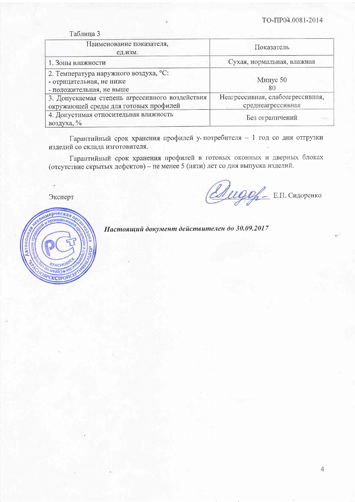 ТО-ПР04.0081-2014
Таблица 3
Наименование показателя, ед.изм.
Показатель
1. Зоны влажности
Сухая, нормальная, влажная
2. Температура наружного воздуха, °С:
- отрицательная, не ниже
Минус 50
- положительная, не выше
80
3. Допускаемая степень агрессивного воздействия
окружающей среды для готовых профилей
Неагрессивная, слабоагрессивная,
среднеагрессивная
4. Допустимая относительная влажность
воздуха, %
Без ограничений
Гарантийный срок хранения профилей у потребителя – 1 год со дня отгрузки
изделий со склада изготовителя.
Гарантийный срок хранения профилей в готовых оконных и дверных блоках
(отсутствие скрытых дефектов) – не менее 5 (пяти) лет со дня выпуска изделий.
Эксперт
Е.П. Сидоренко
Настоящий документ действителен до 30.09.2017
РСТ
КРАСНОЯРСК
4